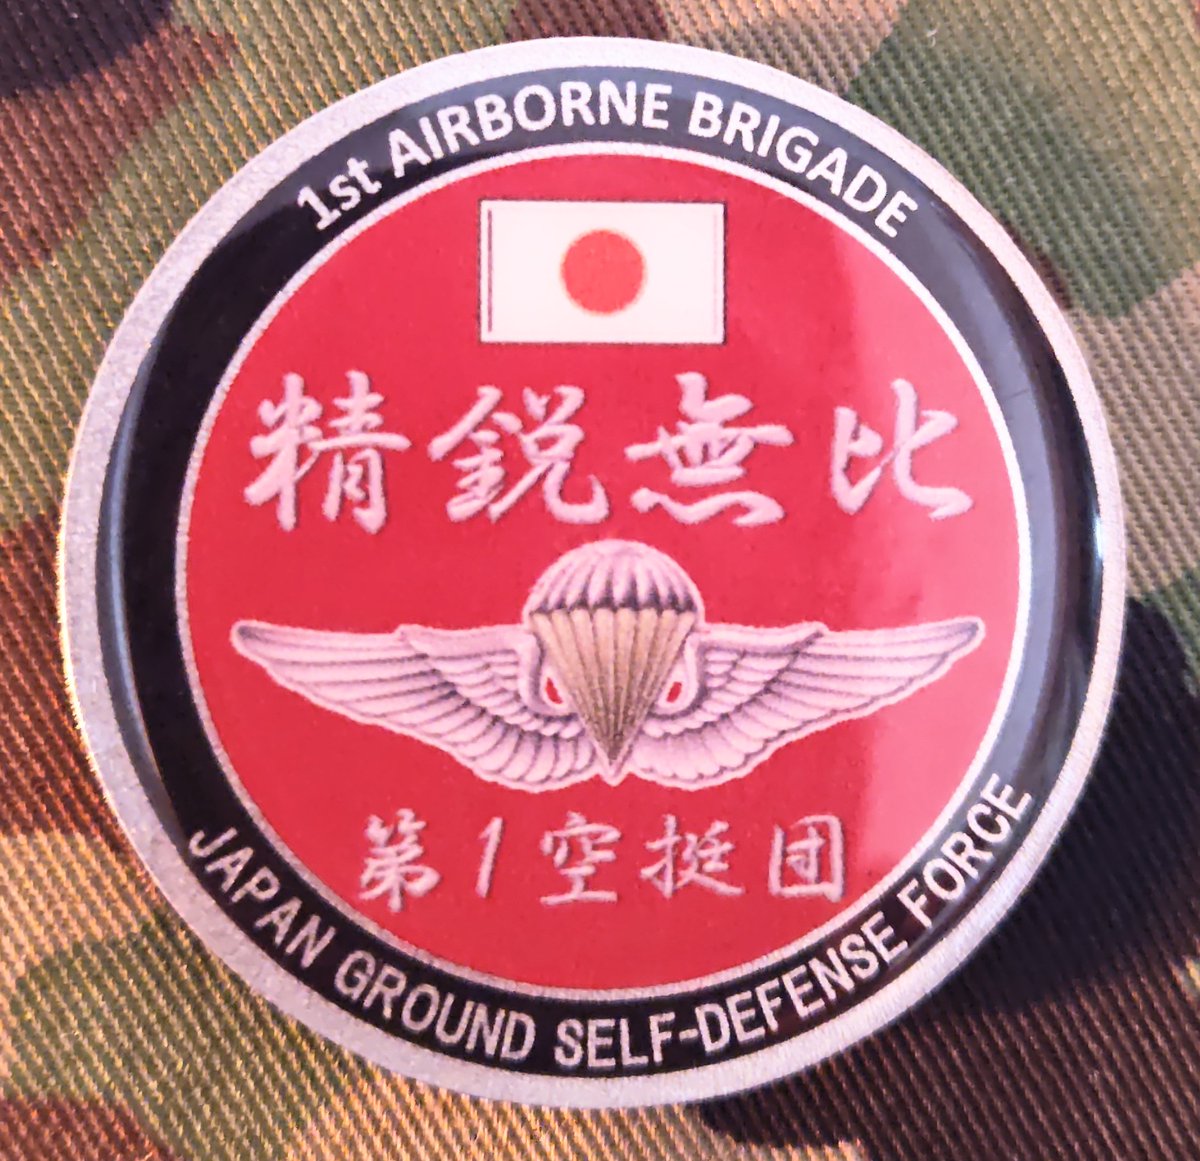 1st AIRBORNE BRIGADE
精鋭無比
第1空挺団
JAPAN GROUND SELF-DEFENSE FORCE